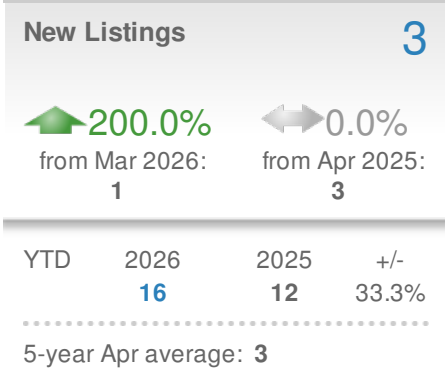 New Listings 3
200.0% 0.0%
from Mar 2026: from Apr 2025:
1 3
YTD 2026 2025 +/-
16 12 33.3%
5-year Apr average: 3